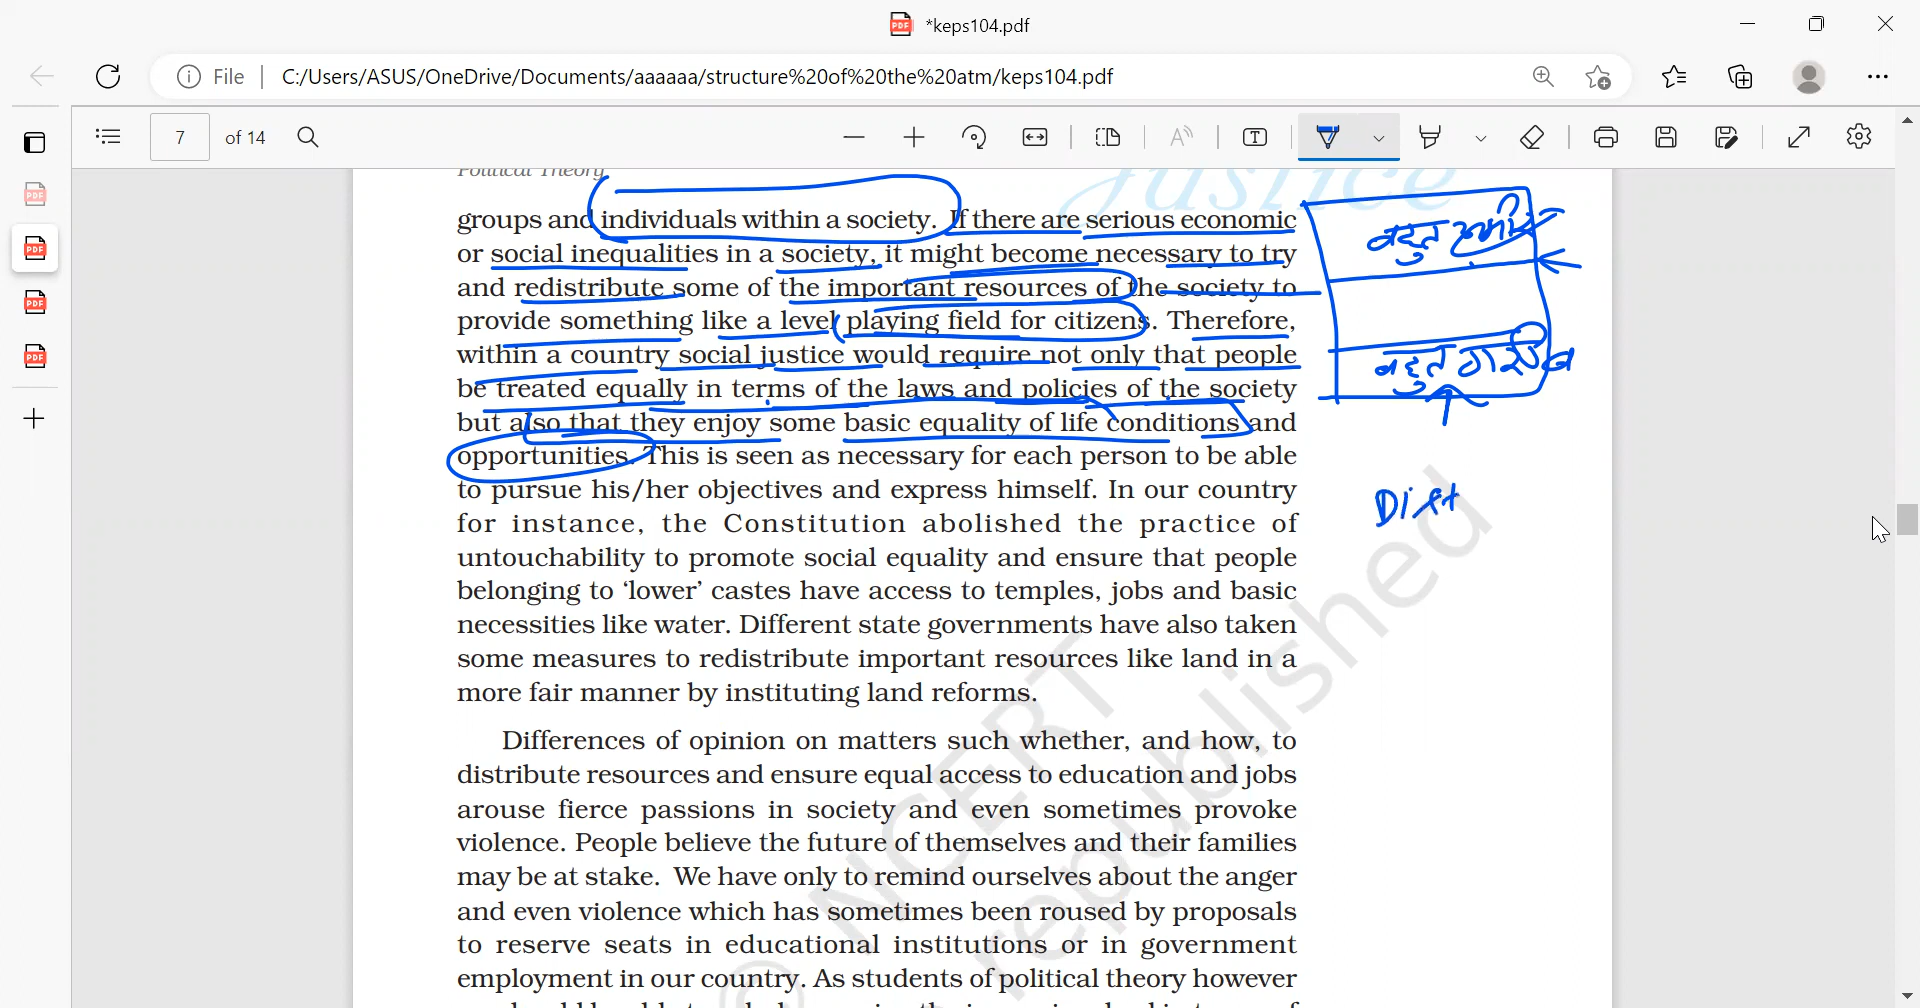 *keps104.pdf
File
C:/Users/ASUS/OneDrive/Documents/aaaaaa/structure%20of%20the%20atm/keps104.pdf
7 of 14
Political Theory
Justice
groups and individuals within a society. If there are serious economic
or social inequalities in a society, it might become necessary to try
and redistribute some of the important resources of the society to
provide something like a level playing field for citizens. Therefore,
within a country social justice would require not only that people
be treated equally in terms of the laws and policies of the society
but also that they enjoy some basic equality of life conditions and
opportunities. This is seen as necessary for each person to be able
to pursue his/her objectives and express himself. In our country
for instance, the Constitution abolished the practice of
untouchability to promote social equality and ensure that people
belonging to ‘lower’ castes have access to temples, jobs and basic
necessities like water. Different state governments have also taken
some measures to redistribute important resources like land in a
more fair manner by instituting land reforms.
Differences of opinion on matters such whether, and how, to
distribute resources and ensure equal access to education and jobs
arouse fierce passions in society and even sometimes provoke
violence. People believe the future of themselves and their families
may be at stake. We have only to remind ourselves about the anger
and even violence which has sometimes been roused by proposals
to reserve seats in educational institutions or in government
employment in our country. As students of political theory however
बहुत
बहुत
© NCERT
republished